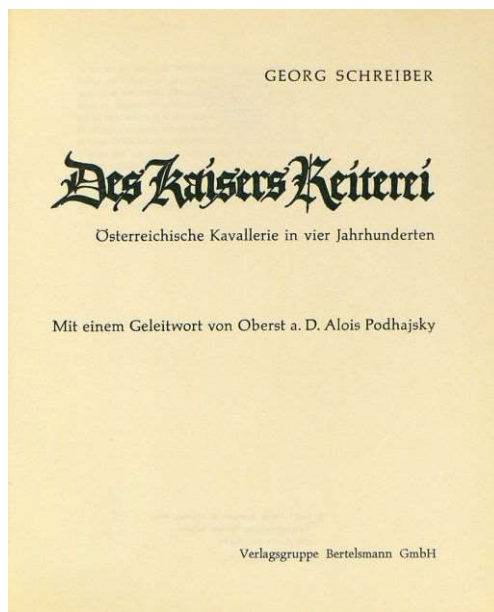 GEORG SCHREIBER
Des Kaisers Reiterei
Österreichische Kavallerie in vier Jahrhunderten
Mit einem Geleitwort von Oberst a. D. Alois Podhajsky
Verlagsgruppe Bertelsmann GmbH